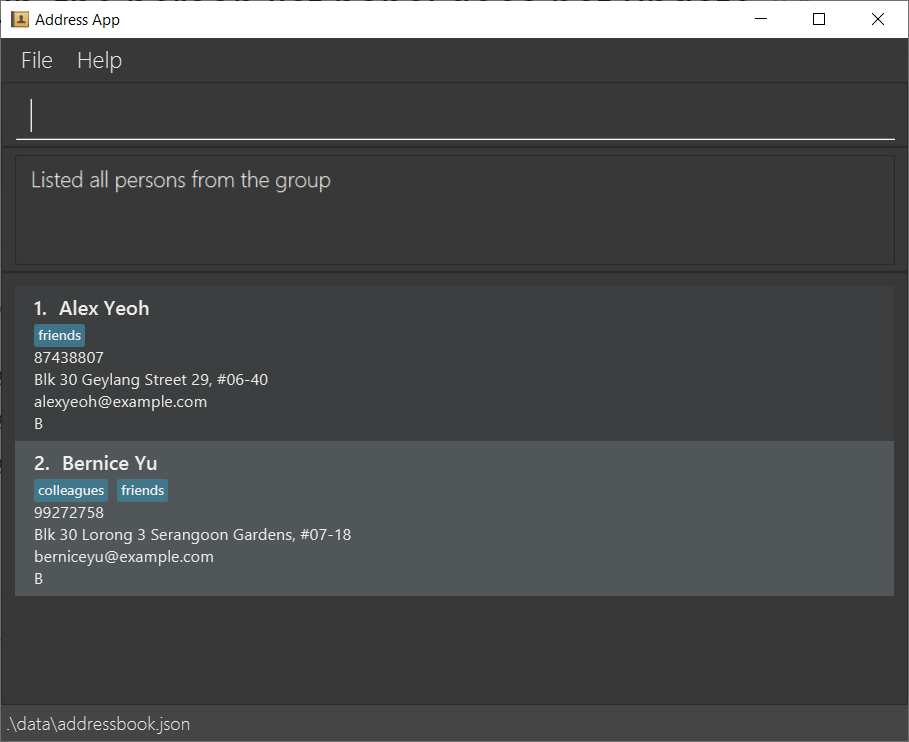 Address App
File Help
Listed all persons from the group
1. Alex Yeoh
friends
87438807
Blk 30 Geylang Street 29, #06-40
alexyeoh@example.com
B
2. Bernice Yu
colleagues friends
99272758
Blk 30 Lorong 3 Serangoon Gardens, #07-18
berniceyu@example.com
B
.\data\addressbook.json